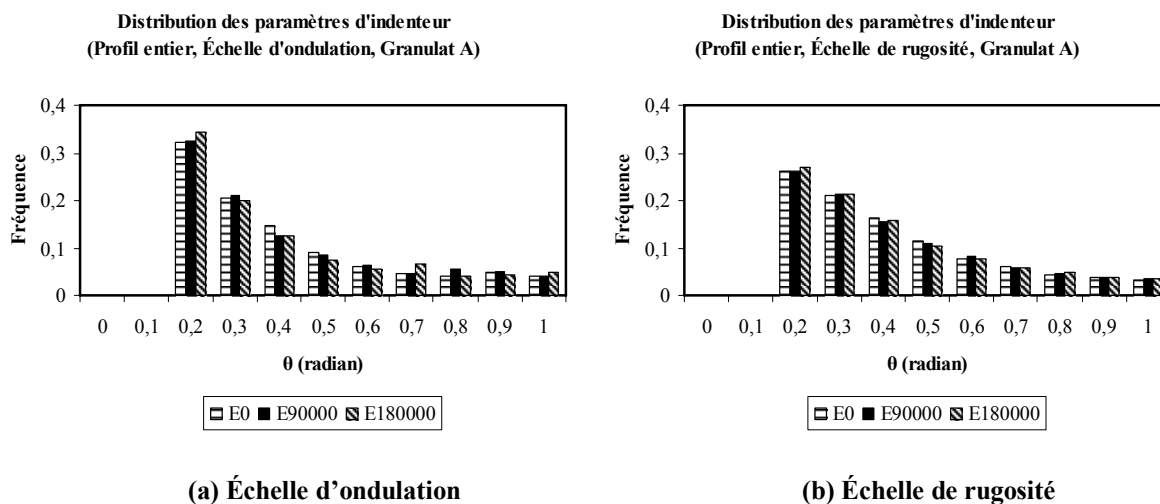 Distribution des paramètres d'indenteur
(Profil entier, Échelle d'ondulation, Granulat A)
0,4
0,3
0,2
0,1
0
Fréquence
0 0,1 0,2 0,3 0,4 0,5 0,6 0,7 0,8 0,9 1
θ (radian)
E0 E90000 E180000
(a) Échelle d’ondulation
Distribution des paramètres d'indenteur
(Profil entier, Échelle de rugosité, Granulat A)
0,4
0,3
0,2
0,1
0
Fréquence
0 0,1 0,2 0,3 0,4 0,5 0,6 0,7 0,8 0,9 1
θ (radian)
E0 E90000 E180000
(b) Échelle de rugosité